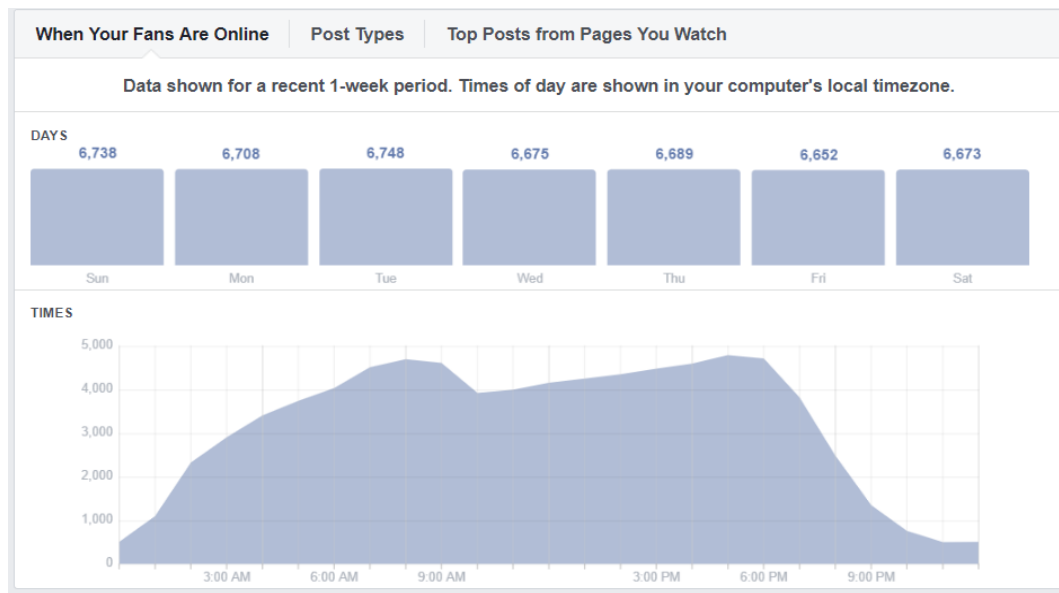 When Your Fans Are Online Post Types Top Posts from Pages You Watch
Data shown for a recent 1-week period. Times of day are shown in your computer's local timezone.
DAYS
6,738 6,708 6,748 6,675 6,689 6,652 6,673
Sun Mon Tue Wed Thu Fri Sat
TIMES
5,000
4,000
3,000
2,000
1,000
0
3:00 AM 6:00 AM 9:00 AM 3:00 PM 6:00 PM 9:00 PM